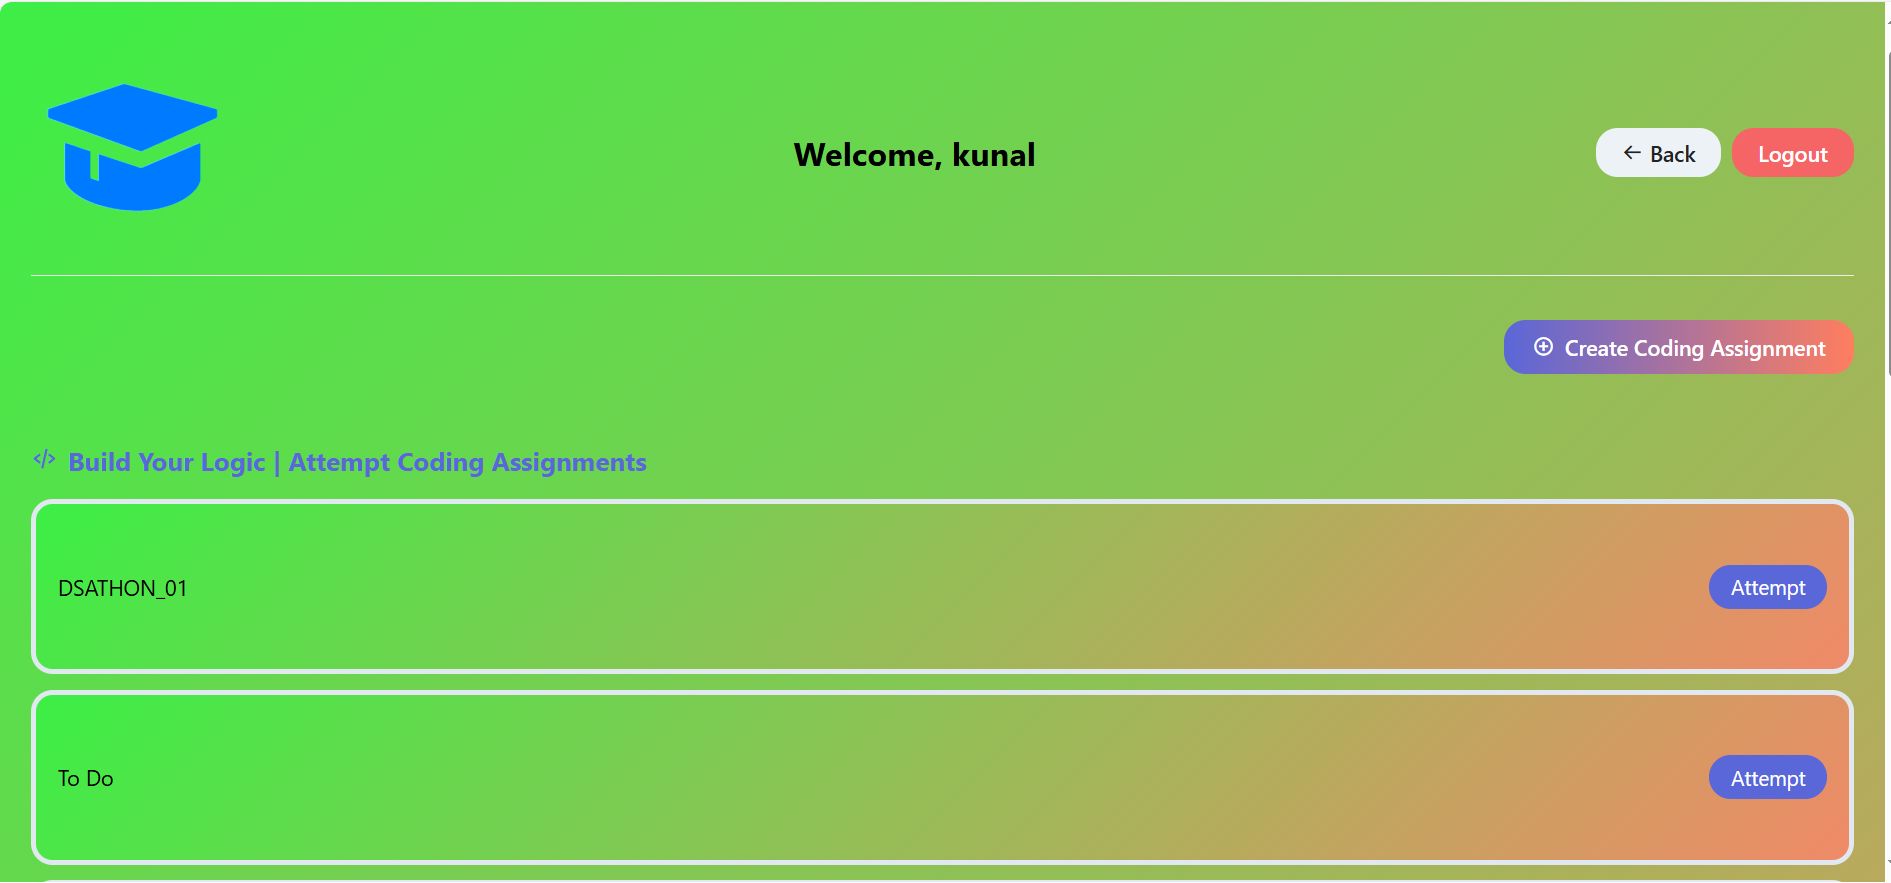 Welcome, kunal
← Back
Logout
Create Coding Assignment
</> Build Your Logic | Attempt Coding Assignments
DSATHON_01
Attempt
To Do
Attempt